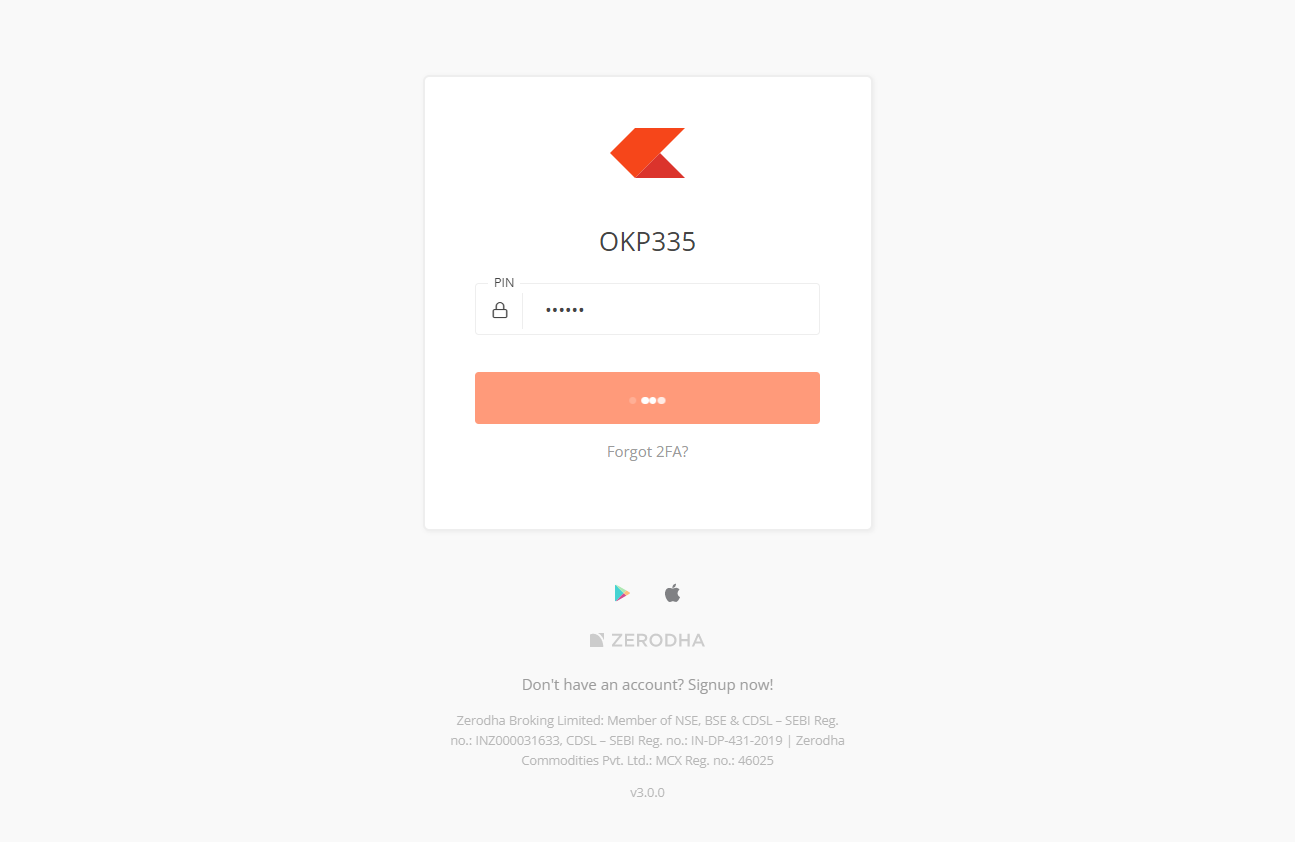 OKP335
PIN
••••••
Forgot 2FA?
ZERODHA
Don't have an account? Signup now!
Zerodha Broking Limited: Member of NSE, BSE & CDSL – SEBI Reg.
no.: INZ000031633, CDSL – SEBI Reg. no.: IN-DP-431-2019 | Zerodha
Commodities Pvt. Ltd.: MCX Reg. no.: 46025
v3.0.0